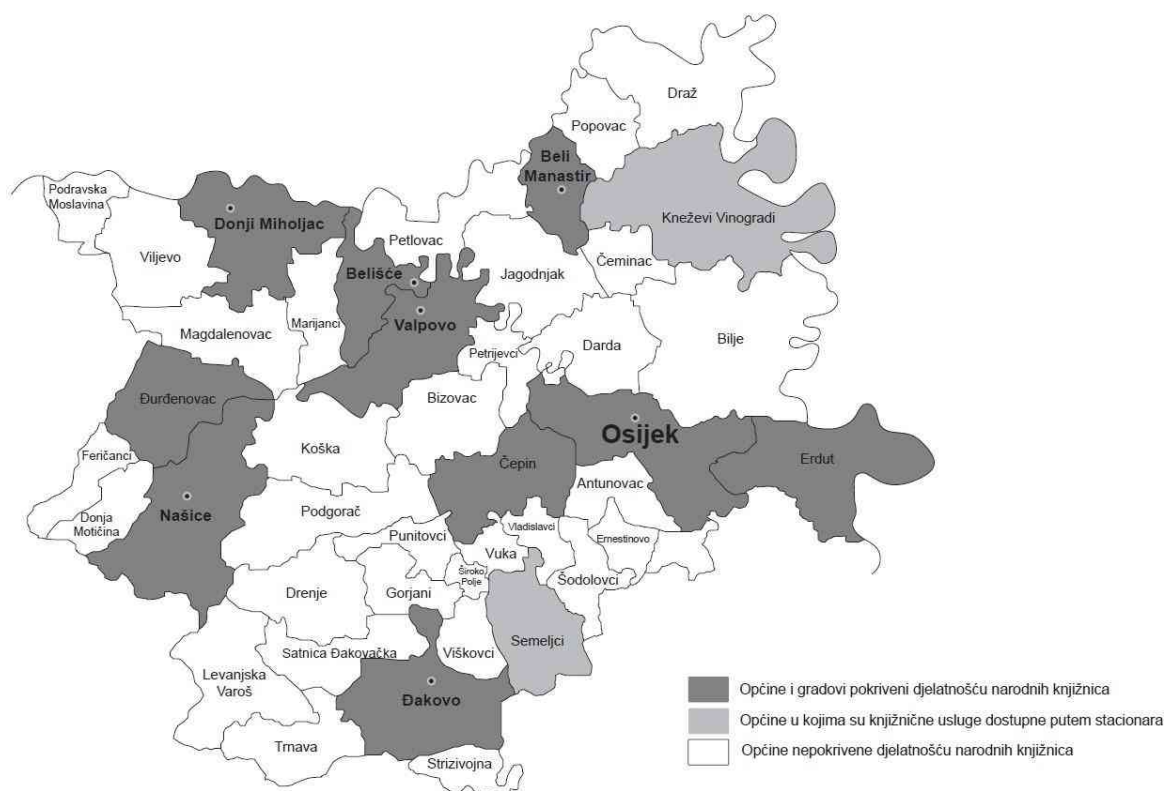 Draž
Popovac
Beli
Manastir
Podravska
Moslavina
Donji Miholjac
Kneževi Vinogradi
Viljevo
Petlovac
Belišće
Jagodnjak
Čeminac
Valpovo
Marijanci
Magdalenovac
Petrijevci
Darda
Bilje
Đurđenovac
Bizovac
Osijek
Koška
Feričanci
Čepin
Erdut
Antunovac
Našice
Podgorač
Donja
Motičina
Vladislavci
Punitovci
Ernestinovo
Vuka
Široko
Polje
Šodolovci
Drenje
Gorjani
Semeljci
Satnica Đakovačka
Viškovci
Levanjska
Varoš
Đakovo
Trnava
Strizivojna
Općine i gradovi pokriveni djelatnošću narodnih knjižnica
Općine u kojima su knjižnične usluge dostupne putem stacionara
Općine nepokrivene djelatnošću narodnih knjižnica